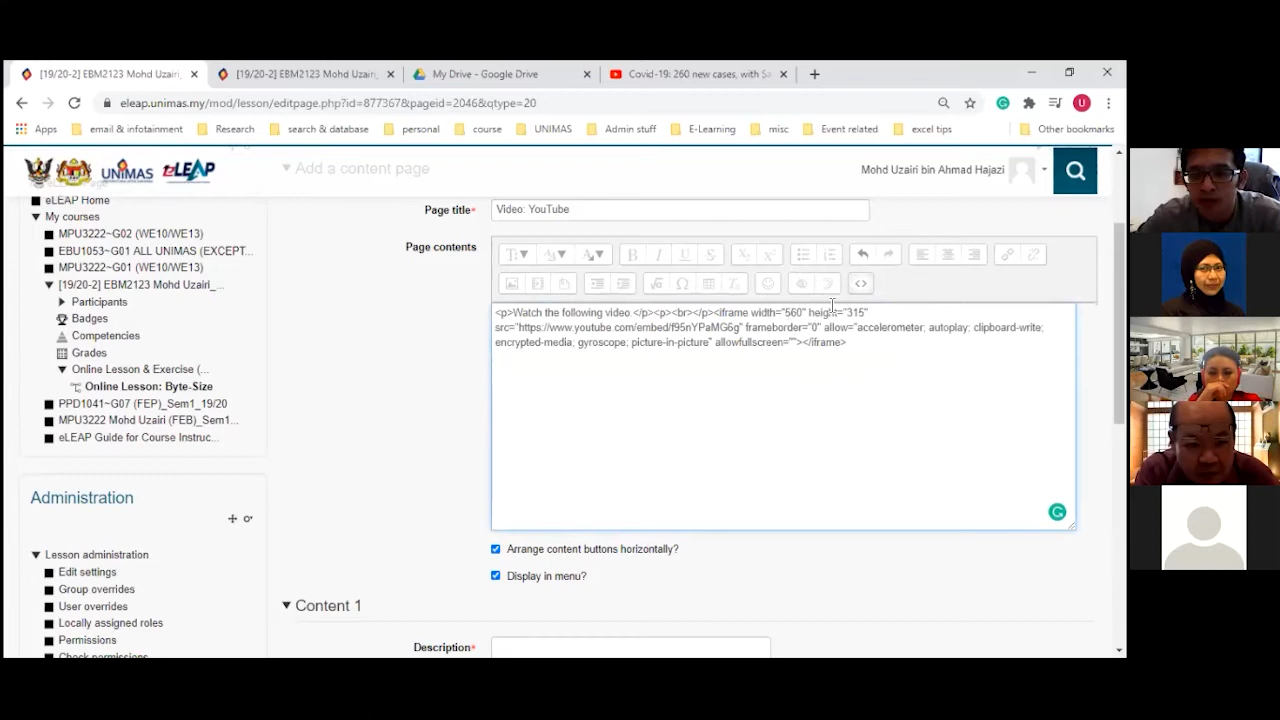 [19/20-2] EBM2123 Mohd Uzairi,
[19/20-2] EBM2123 Mohd Uzairi,
My Drive - Google Drive
Covid-19: 260 new cases, with Sa
eleap.unimas.my/mod/lesson/editpage.php?id=877367&pageid=2046&qtype=20
Apps
email & infotainment
Research
search & database
personal
course
UNIMAS
Admin stuff
E-Learning
misc
Event related
excel tips
Other bookmarks
UNIMAS
eLEAP
Add a content page
Mohd Uzairi bin Ahmad Hajazi
eLEAP Home
My courses
MPU3222~G02 (WE10/WE13)
EBU1053~G01 ALL UNIMAS (EXCEPT...
MPU3222~G01 (WE10/WE13)
[19/20-2] EBM2123 Mohd Uzairi_...
Participants
Badges
Competencies
Grades
Online Lesson & Exercise (...
Online Lesson: Byte-Size
PPD1041~G07 (FEP)_Sem1_19/20
MPU3222 Mohd Uzairi (FEB)_Sem1...
eLEAP Guide for Course Instruc...
Administration
Lesson administration
Edit settings
Group overrides
User overrides
Locally assigned roles
Permissions
Check permissions
Page title*
Video: YouTube
Page contents
<p>Watch the following video.</p><p><br></p><iframe width="560" height="315"
src="https://www.youtube.com/embed/f95nYPaMG6g" frameborder="0" allow="accelerometer; autoplay; clipboard-write;
encrypted-media; gyroscope; picture-in-picture" allowfullscreen=""></iframe>
Arrange content buttons horizontally?
Display in menu?
Content 1
Description*